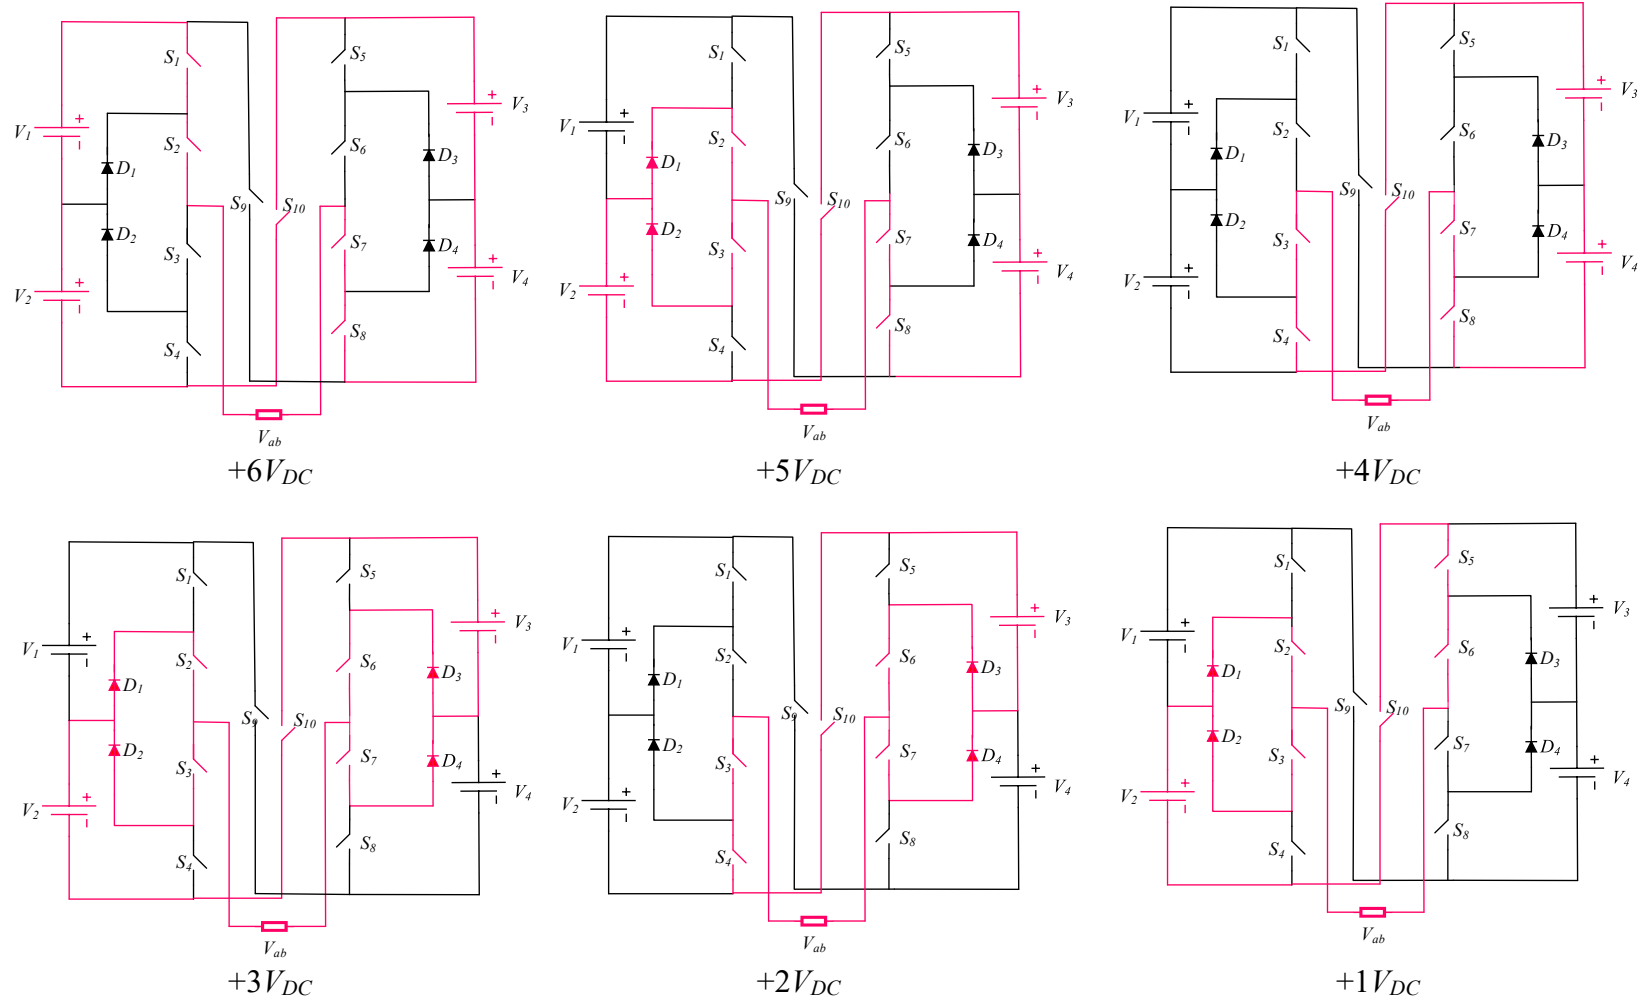 S1 S5 V3
V1 S2 S6 D3
D1
S9 S10
D2 S3 S7 D4
V2 V4
S4 S8
Vab
+6VDC
S1 S5 V3
V1 S2 S6 D3
D1
S9 S10
D2 S3 S7 D4
V2 V4
S4 S8
Vab
+5VDC
S1 S5 V3
V1 S2 S6 D3
D1
S9 S10
D2 S3 S7 D4
V2 V4
S4 S8
Vab
+4VDC
S1 S5 V3
V1 S2 S6 D3
D1
S9 S10
D2 S3 S7 D4
V2 V4
S4 S8
Vab
+3VDC
S1 S5 V3
V1 S2 S6 D3
D1
S9 S10
D2 S3 S7 D4
V2 V4
S4 S8
Vab
+2VDC
S1 S5 V3
V1 S2 S6 D3
D1
S9 S10
D2 S3 S7 D4
V2 V4
S4 S8
Vab
+1VDC